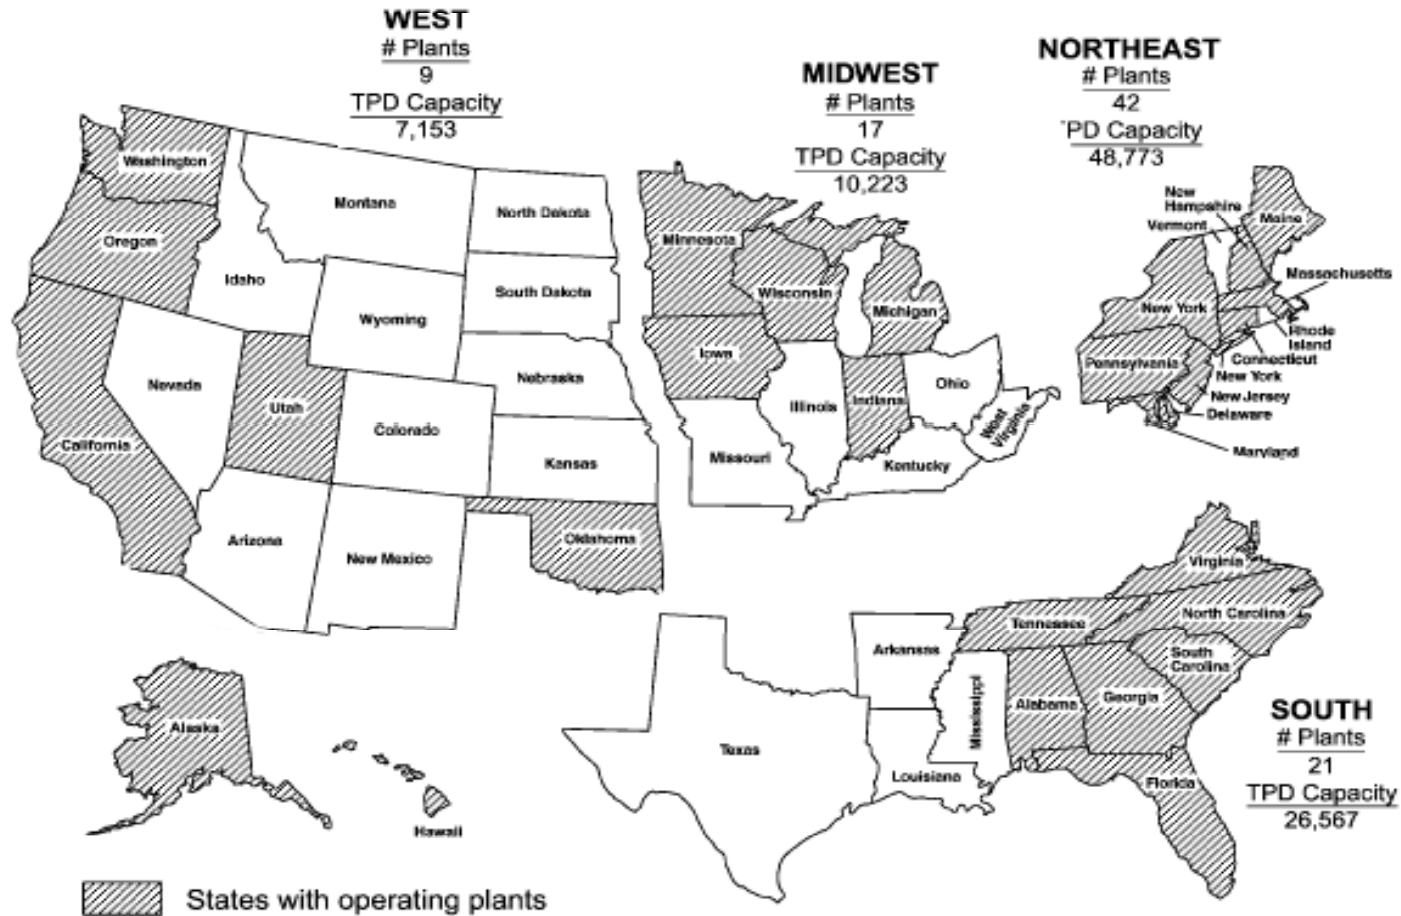 WEST
# Plants
9
TPD Capacity
7,153
MIDWEST
# Plants
17
TPD Capacity
10,223
NORTHEAST
# Plants
42
PD Capacity
48,773
Washington
Oregon
California
Nevada
Idaho
Montana
Wyoming
Utah
Colorado
Arizona
New Mexico
North Dakota
South Dakota
Nebraska
Kansas
Oklahoma
Minnesota
Wisconsin
Michigan
Iowa
Illinois
Indiana
Ohio
Missouri
Kentucky
West
Virginia
New
Hampshire
Vermont
Maine
Massachusetts
New York
Rhode
Island
Connecticut
New York
Pennsylvania
New Jersey
Delaware
Maryland
Virginia
North Carolina
Tennessee
South
Carolina
Arkansas
Mississippi
Alabama
Georgia
Texas
Louisiana
Florida
Alaska
Hawaii
SOUTH
# Plants
21
TPD Capacity
26,567
States with operating plants